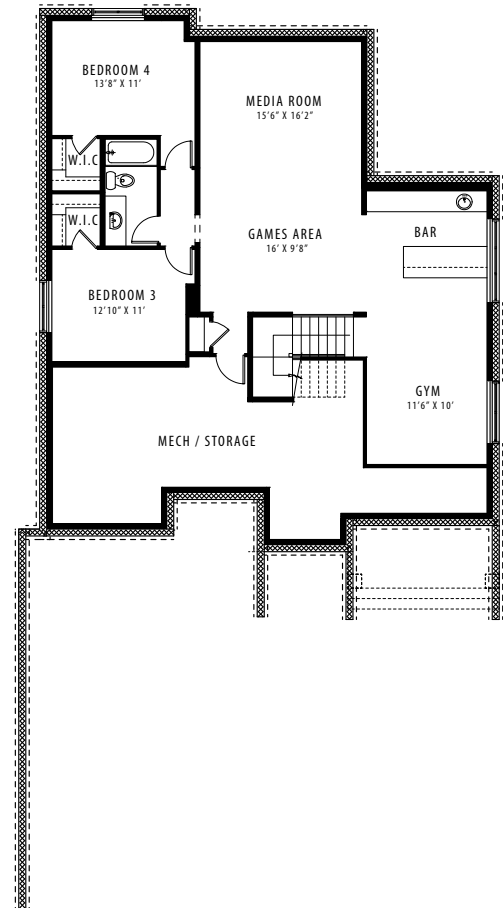 BEDROOM 4
13'8" X 11'
MEDIA ROOM
15'6" X 16'2"
W.I.C
W.I.C
GAMES AREA
16' X 9'8"
BAR
BEDROOM 3
12'10" X 11'
GYM
11'6" X 10'
MECH / STORAGE